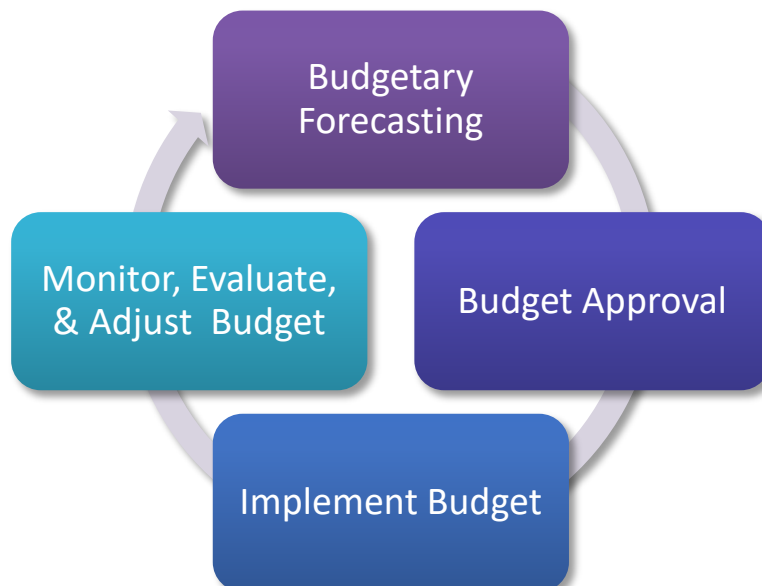 Budgetary
Forecasting
Budget Approval
Implement Budget
Monitor, Evaluate,
& Adjust  Budget